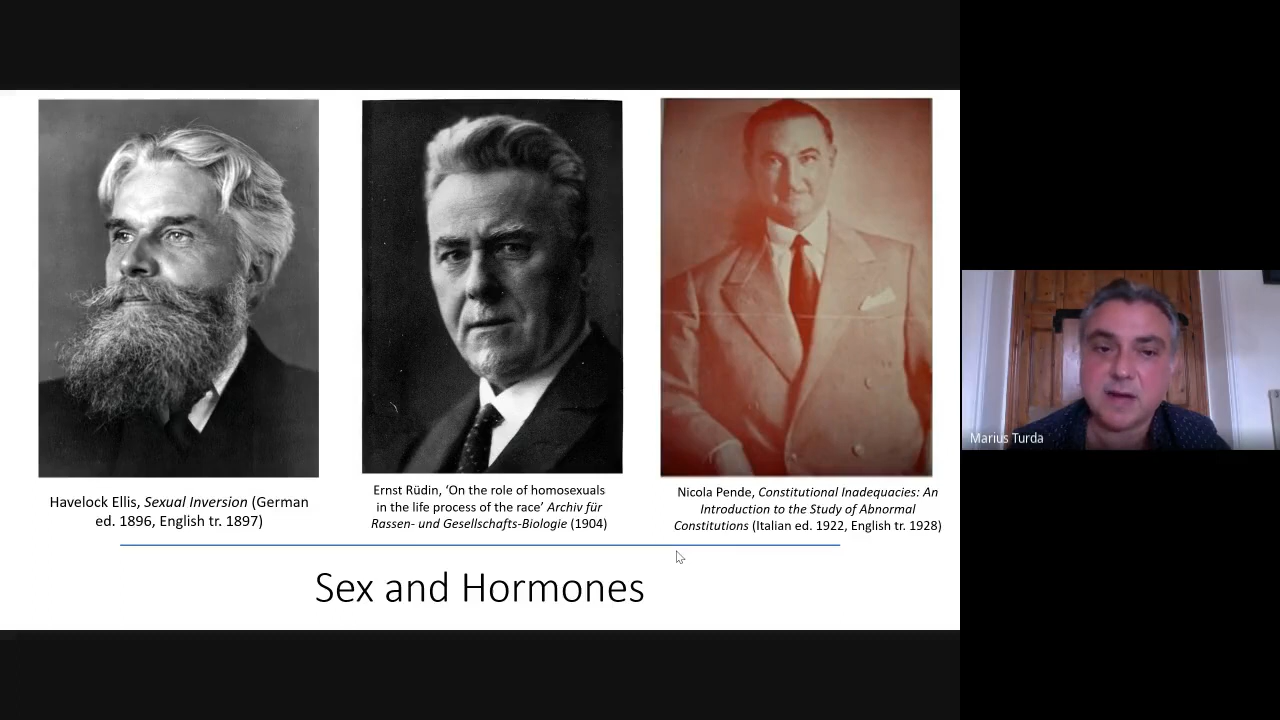 Havelock Ellis, Sexual Inversion (German
ed. 1896, English tr. 1897)
Ernst Rüdin, ‘On the role of homosexuals
in the life process of the race’ Archiv für
Rassen- und Gesellschafts-Biologie (1904)
Nicola Pende, Constitutional Inadequacies: An
Introduction to the Study of Abnormal
Constitutions (Italian ed. 1922, English tr. 1928)
Sex and Hormones
Marius Turda